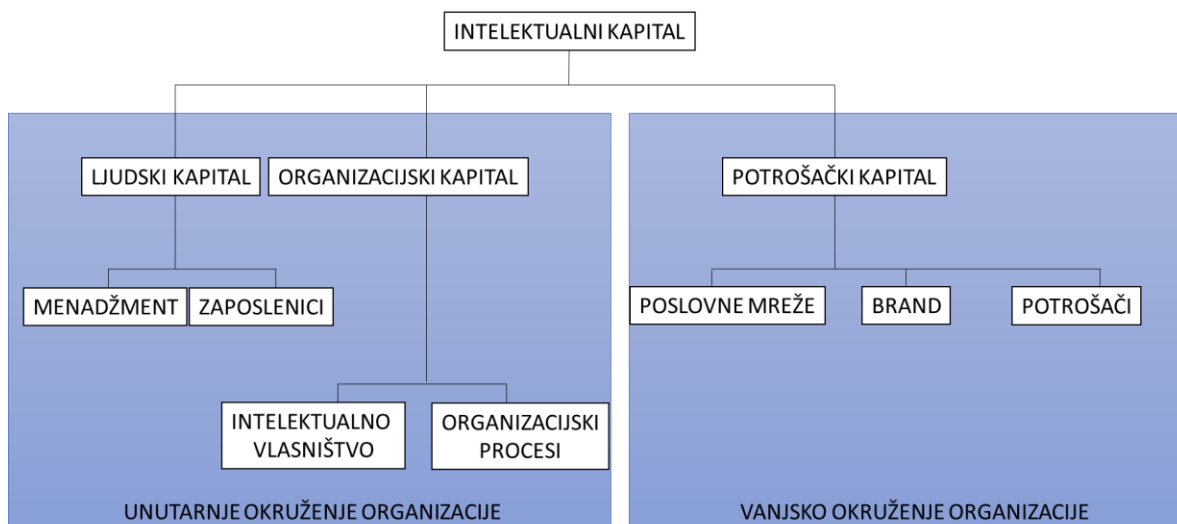 INTELEKTUALNI KAPITAL
LJUDSKI KAPITAL
ORGANIZACIJSKI KAPITAL
POTROŠAČKI KAPITAL
MENADŽMENT
ZAPOSLENICI
POSLOVNE MREŽE
BRAND
POTROŠAČI
INTELEKTUALNO
VLASNIŠTVO
ORGANIZACIJSKI
PROCESI
UNUTARNJE OKRUŽENJE ORGANIZACIJE
VANJSKO OKRUŽENJE ORGANIZACIJE